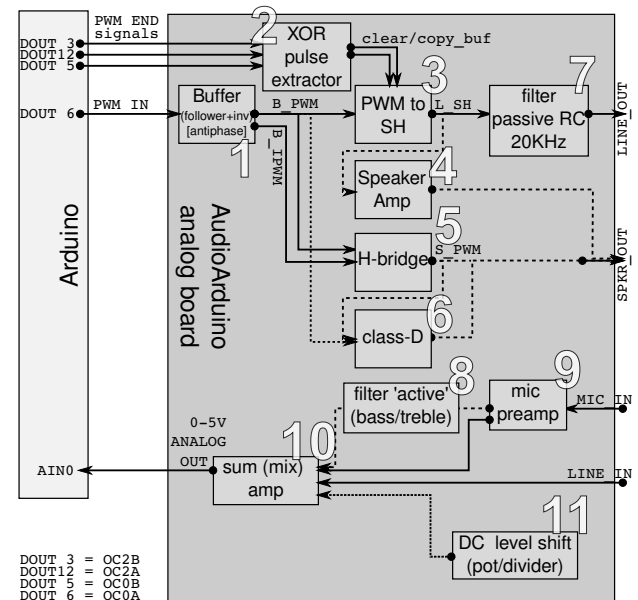 PWM END
signals
DOUT 3
DOUT12
DOUT 5
DOUT 6
PWM IN
2
XOR
pulse
extractor
clear/copy_buf
Buffer
(follower+inv)
[antiphase]
1
B_PWM
B_IPWM
3
PWM to
SH
L_SH
7
filter
passive RC
20KHz
LINE_OUT
4
Speaker
Amp
5
S_PWM
H-bridge
SPKR_OUT
6
class-D
Arduino
AudioArduino
analog board
8
filter 'active'
(bass/treble)
9
mic
preamp
MIC_IN
0-5V
ANALOG
OUT
10
sum (mix)
amp
AIN0
LINE_IN
11
DC level shift
(pot/divider)
DOUT 3 = OC2B
DOUT12 = OC2A
DOUT 5 = OC0B
DOUT 6 = OC0A